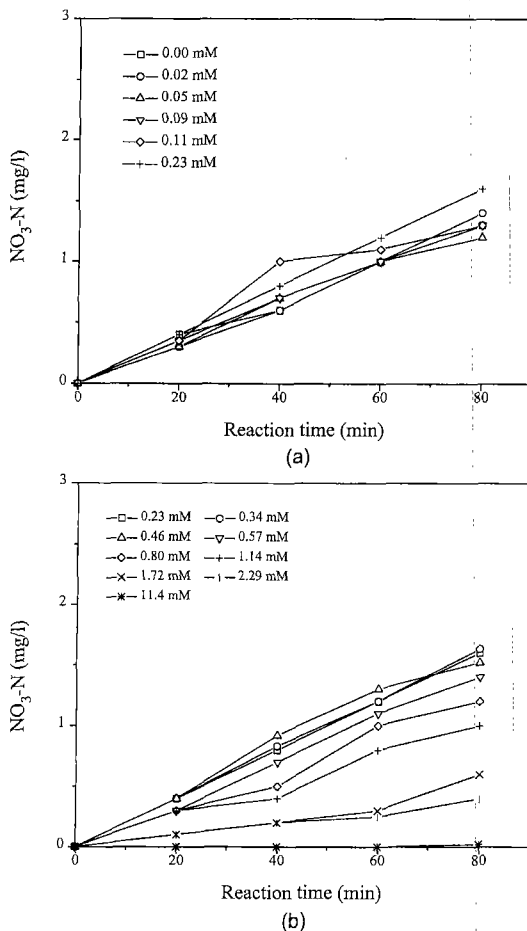 3
2
1
0
NO₃-N (mg/l)
0.00 mM
0.02 mM
0.05 mM
0.09 mM
0.11 mM
0.23 mM
0 20 40 60 80
Reaction time (min)
(a)
3
2
1
0
NO₃-N (mg/l)
0.23 mM 0.34 mM
0.46 mM 0.57 mM
0.80 mM 1.14 mM
1.72 mM 2.29 mM
11.4 mM
0 20 40 60 80
Reaction time (min)
(b)